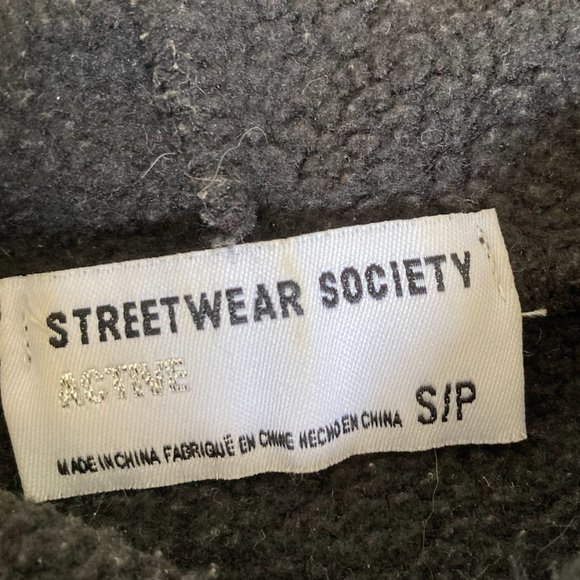 STREETWEAR SOCIETY
ACTIVE
S/P
MADE IN CHINA FABRIQUÉ EN CHINE HECHO EN CHINA